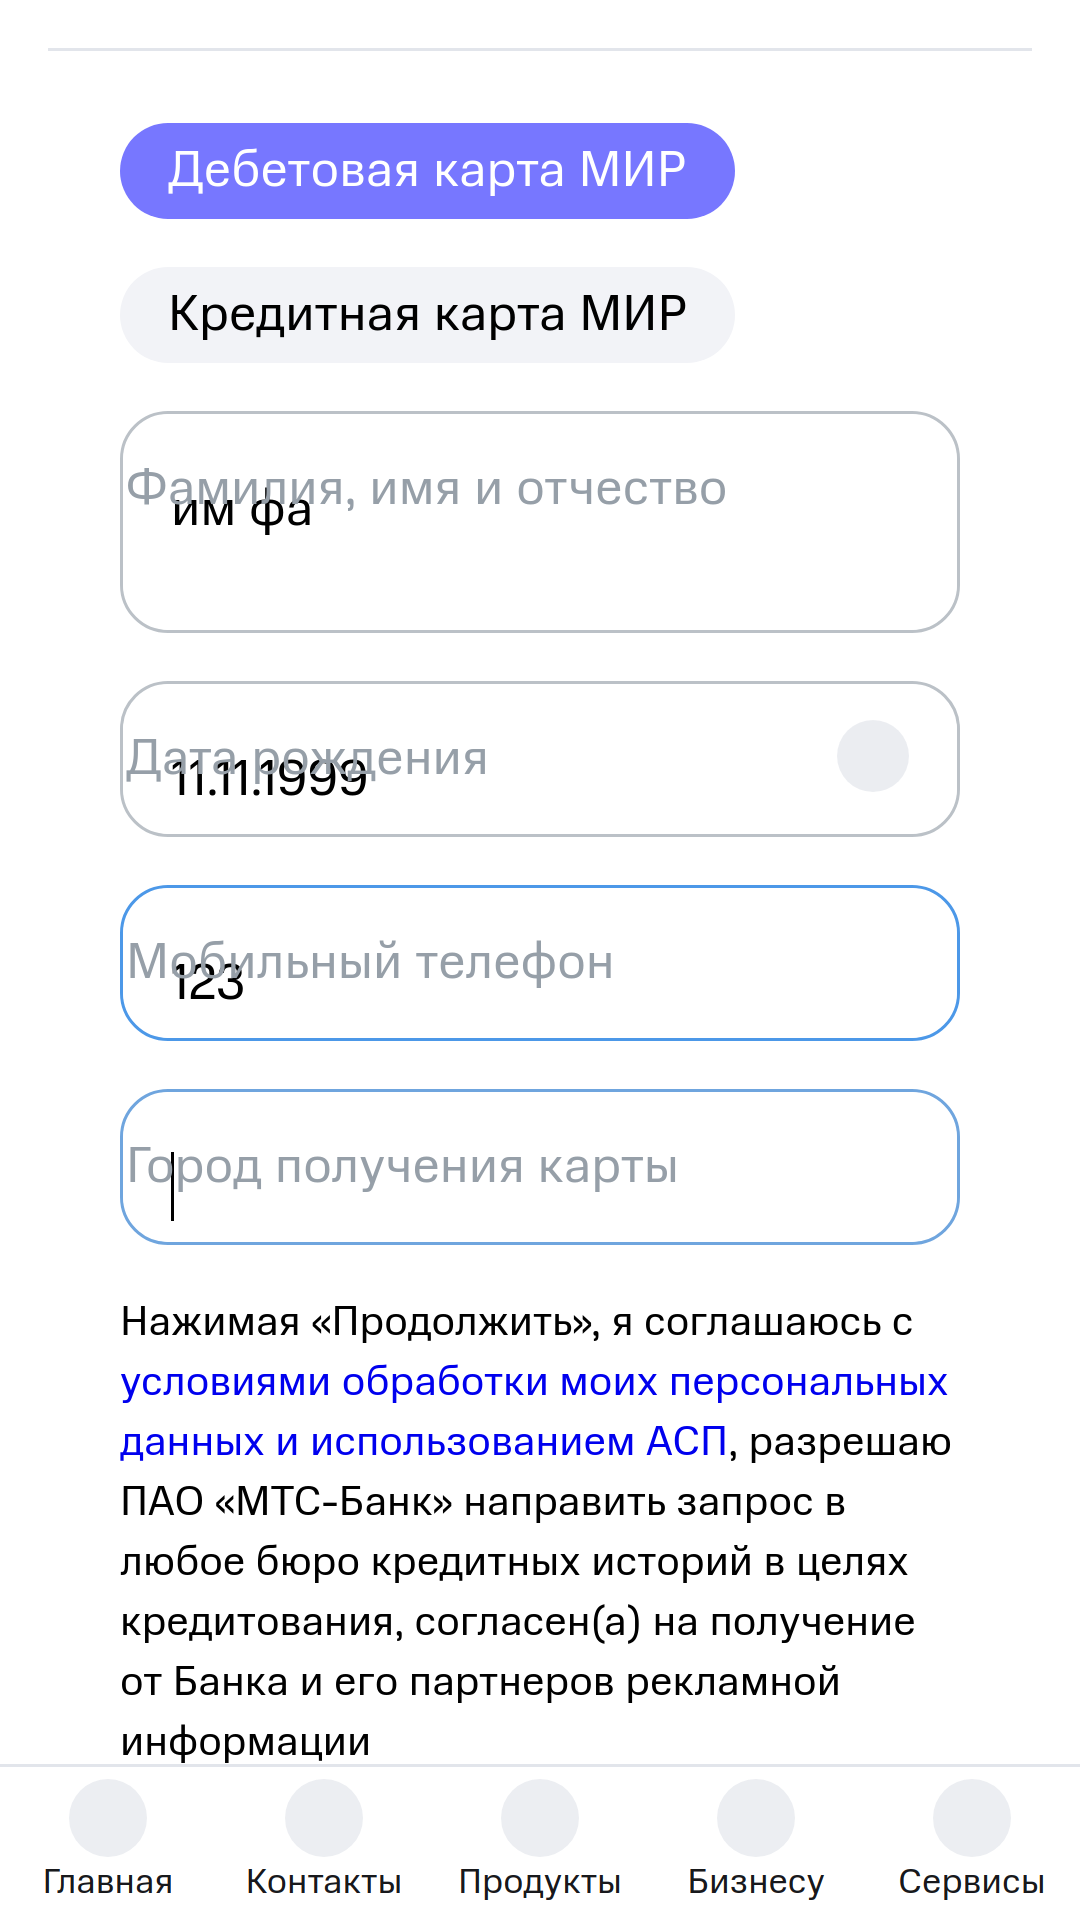 Дебетовая карта МИР
Кредитная карта МИР
Фамилия, имя и отчество
им фа
Дата рождения
11.11.1999
Мобильный телефон
123
Город получения карты
Нажимая «Продолжить», я соглашаюсь с
условиями обработки моих персональных
данных и использованием АСП, разрешаю
ПАО «МТС-Банк» направить запрос в
любое бюро кредитных историй в целях
кредитования, согласен(а) на получение
от Банка и его партнеров рекламной
информации
Главная Контакты Продукты Бизнесу Сервисы